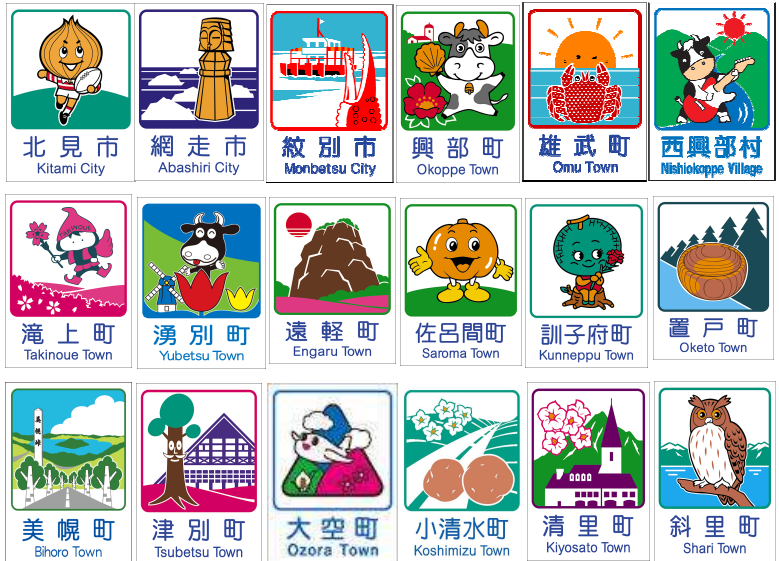 北見市
Kitami City
網走市
Abashiri City
紋別市
Monbetsu City
興部町
Okoppe Town
雄武町
Omu Town
西興部村
Nishiokoppe Village
TAKINOUE
滝上町
Takinoue Town
湧別町
Yubetsu Town
遠軽町
Engaru Town
佐呂間町
Saroma Town
訓子府町
Kunneppu Town
置戸町
Oketo Town
美幌峠
美幌町
Bihoro Town
津別町
Tsubetsu Town
大空町
Ozora Town
小清水町
Koshimizu Town
清里町
Kiyosato Town
斜里町
Shari Town